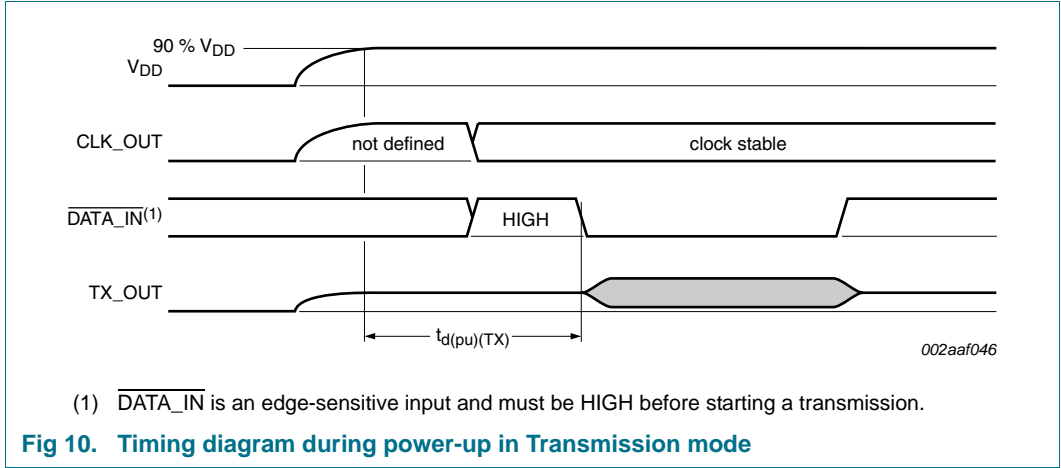 90 % VDD
VDD
CLK_OUT
not defined
clock stable
DATA_IN(1)
HIGH
TX_OUT
td(pu)(TX)
002aaf046
(1) DATA_IN is an edge-sensitive input and must be HIGH before starting a transmission.
Fig 10. Timing diagram during power-up in Transmission mode